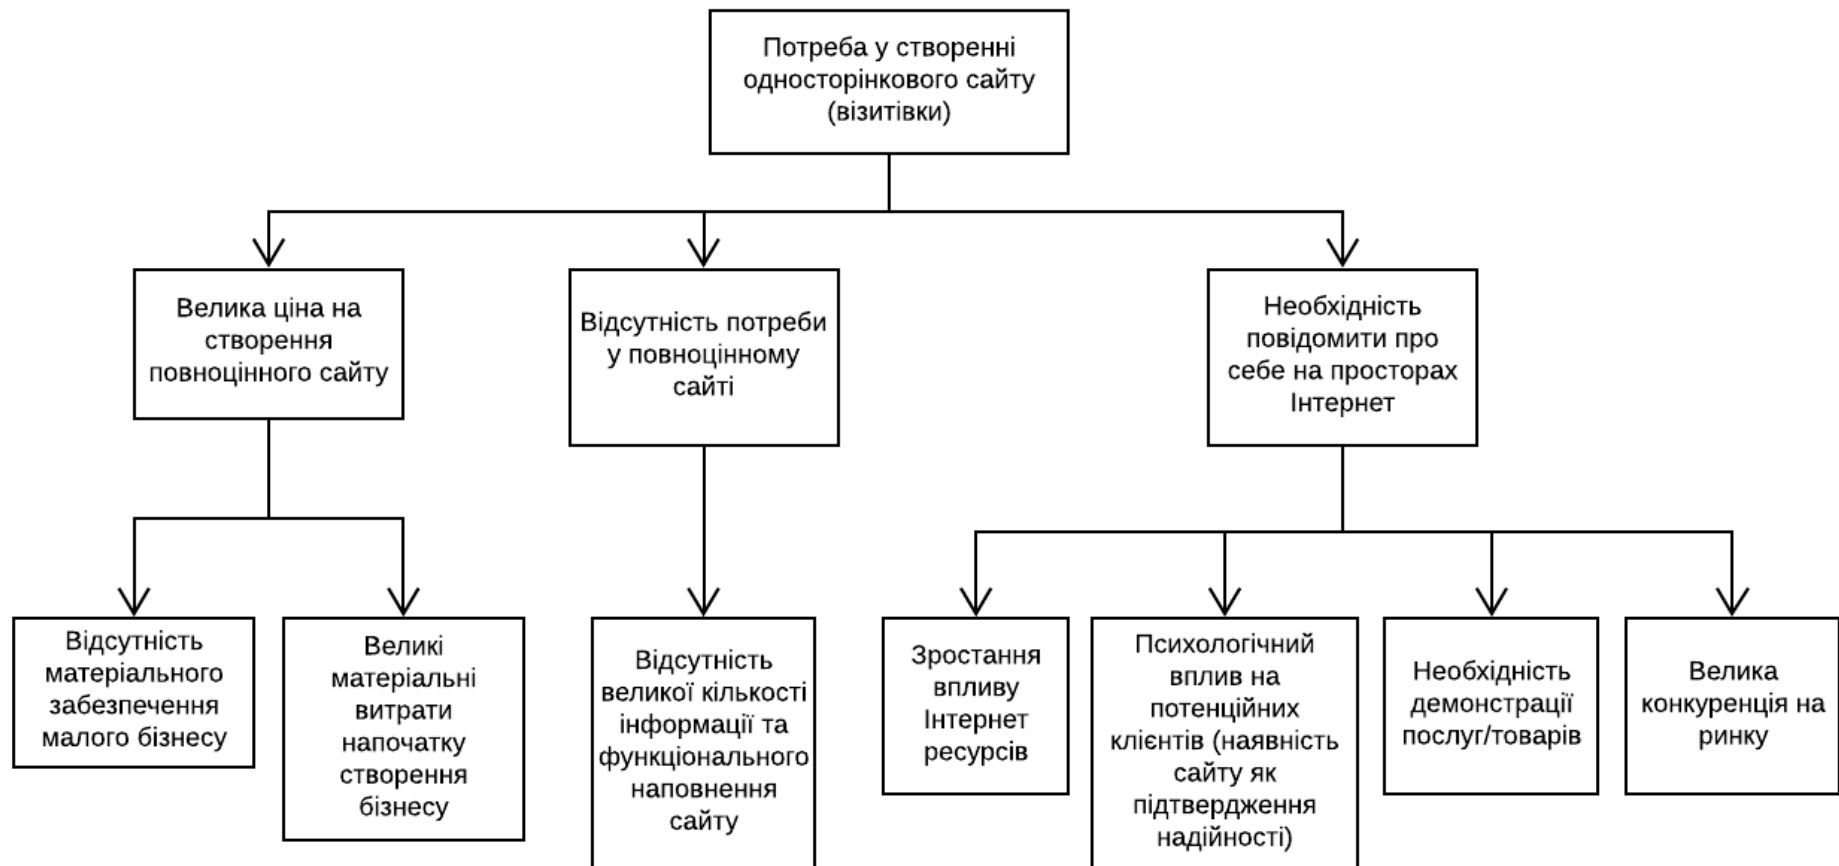 Потреба у створенні
односторінкового сайту
(візитівки)
Велика ціна на
створення
повноцінного сайту
Відсутність потреби
у повноцінному
сайті
Необхідність
повідомити про
себе на просторах
Інтернет
Відсутність
матеріального
забезпечення
малого бізнесу
Великі
матеріальні
витрати
напочатку
створення
бізнесу
Відсутність
великої кількості
інформації та
функціонального
наповнення
сайту
Зростання
впливу
Інтернет
ресурсів
Психологічний
вплив на
потенційних
клієнтів (наявність
сайту як
підтвердження
надійності)
Необхідність
демонстрації
послуг/товарів
Велика
конкуренція на
ринку